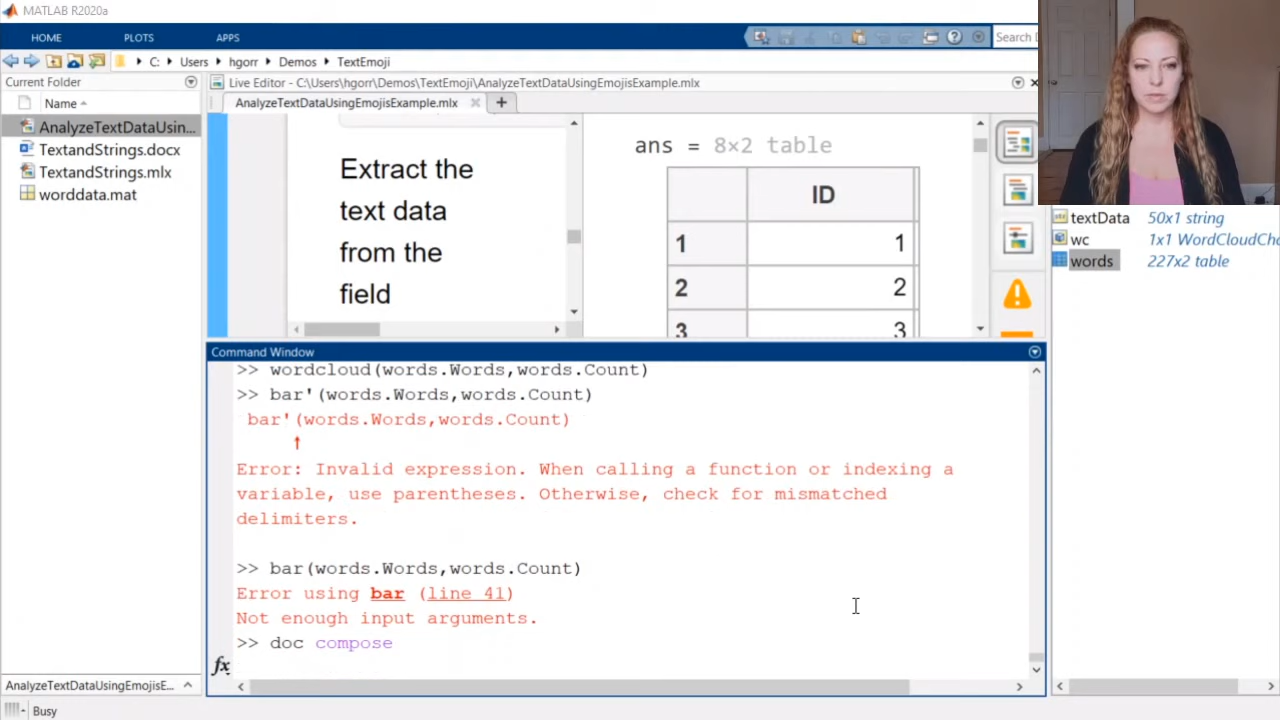 MATLAB R2020a
HOME PLOTS APPS
Search
C: Users hgorr Demos TextEmoji
Current Folder
Live Editor - C:\Users\hgorr\Demos\TextEmoji\AnalyzeTextDataUsingEmojisExample.mlx
Name
AnalyzeTextDataUsingEmojisExample.mlx
AnalyzeTextDataUsin...
TextandStrings.docx
TextandStrings.mlx
worddata.mat
Extract the
text data
from the
field
ans = 8×2 table
ID
1 1
2 2
3 3
textData 50x1 string
wc 1x1 WordCloudCha
words 227x2 table
Command Window
>> wordcloud(words.Words,words.Count)
>> bar'(words.Words,words.Count)
bar'(words.Words,words.Count)
↑
Error: Invalid expression. When calling a function or indexing a
variable, use parentheses. Otherwise, check for mismatched
delimiters.
>> bar(words.Words,words.Count)
Error using bar (line 41)
Not enough input arguments.
>> doc compose
fx
AnalyzeTextDataUsingEmojisE...
Busy